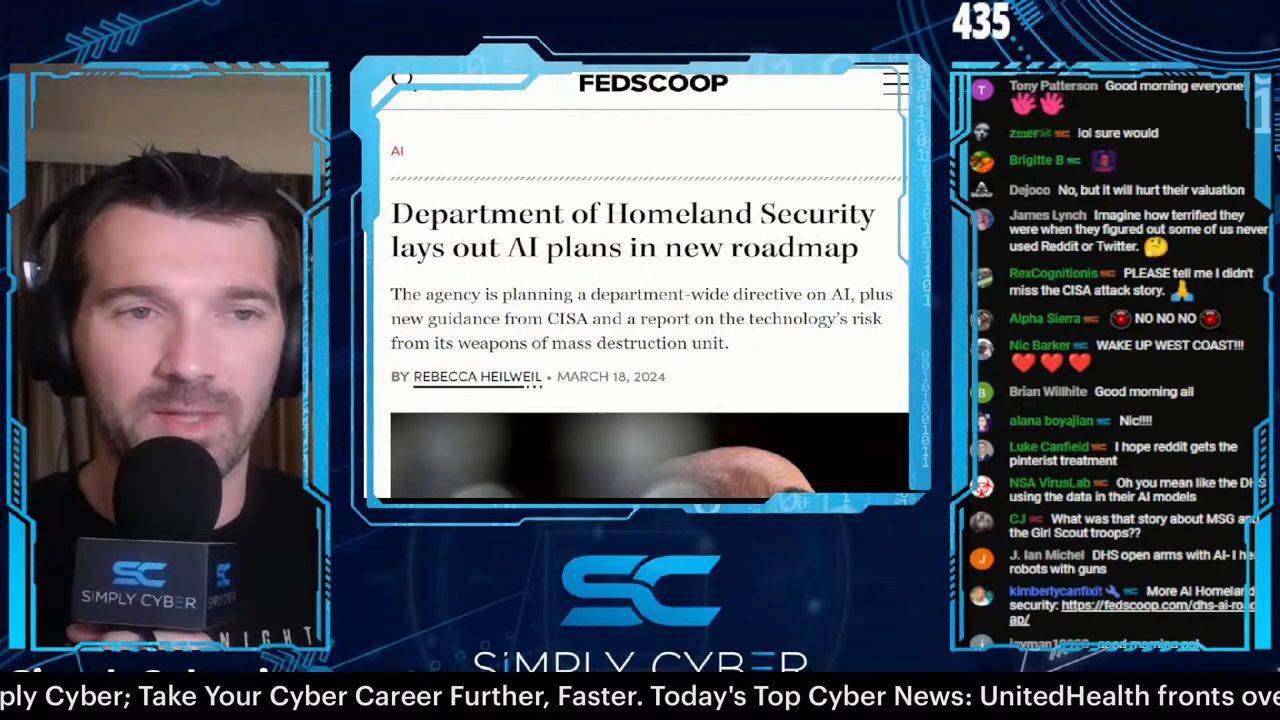 435
FEDSCOOP
AI
Department of Homeland Security
lays out AI plans in new roadmap
The agency is planning a department-wide directive on AI, plus
new guidance from CISA and a report on the technology's risk
from its weapons of mass destruction unit.
BY REBECCA HEILWEIL • MARCH 18, 2024
Tony Patterson Good morning everyone
zmer lol sure would
Brigitte B
Dejoco No, but it will hurt their valuation
James Lynch Imagine how terrified they
were when they figured out some of us never
used Reddit or Twitter.
RexCognitionis PLEASE tell me I didn't
miss the CISA attack story.
Alpha Sierra NO NO NO
Nic Barker WAKE UP WEST COAST!!!
Brian Willhite Good morning all
alana boyajian Nic!!!!
Luke Canfield I hope reddit gets the
pinterist treatment
NSA VirusLab Oh you mean like the
using the data in their AI models
CJ What was that story about MSG
the Girl Scout troops??
J. Ian Michel DHS open arms with AI- I
robots with guns
kimberlycanfixit More AI
security: https://fedscoop.com/dhs-ai-
ap/
SC
SIMPLY CYBER
SC
SIMPLY CYBER
NIGHT
ply Cyber; Take Your Cyber Career Further, Faster. Today's Top Cyber News: UnitedHealth fronts ove